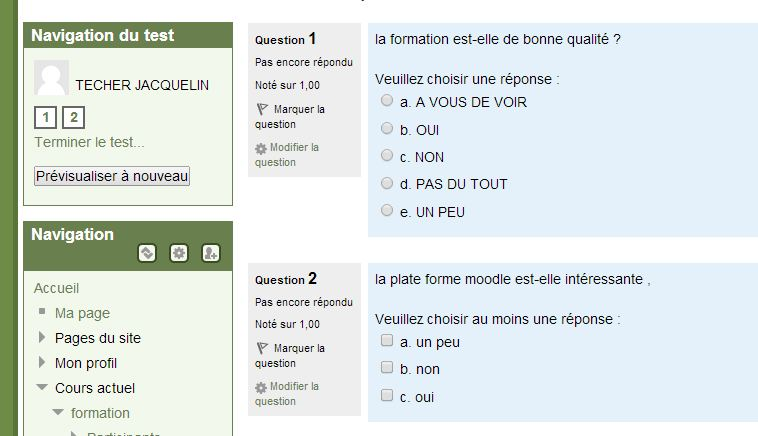 Navigation du test
TECHER JACQUELIN
1 2
Terminer le test...
Prévisualiser à nouveau
Navigation
Accueil
Ma page
Pages du site
Mon profil
Cours actuel
formation
Participants
Question 1
Pas encore répondu
Noté sur 1,00
Marquer la
question
Modifier la
question
la formation est-elle de bonne qualité ?
Veuillez choisir une réponse :
a. A VOUS DE VOIR
b. OUI
c. NON
d. PAS DU TOUT
e. UN PEU
Question 2
Pas encore répondu
Noté sur 1,00
Marquer la
question
Modifier la
question
la plate forme moodle est-elle intéressante ,
Veuillez choisir au moins une réponse :
a. un peu
b. non
c. oui